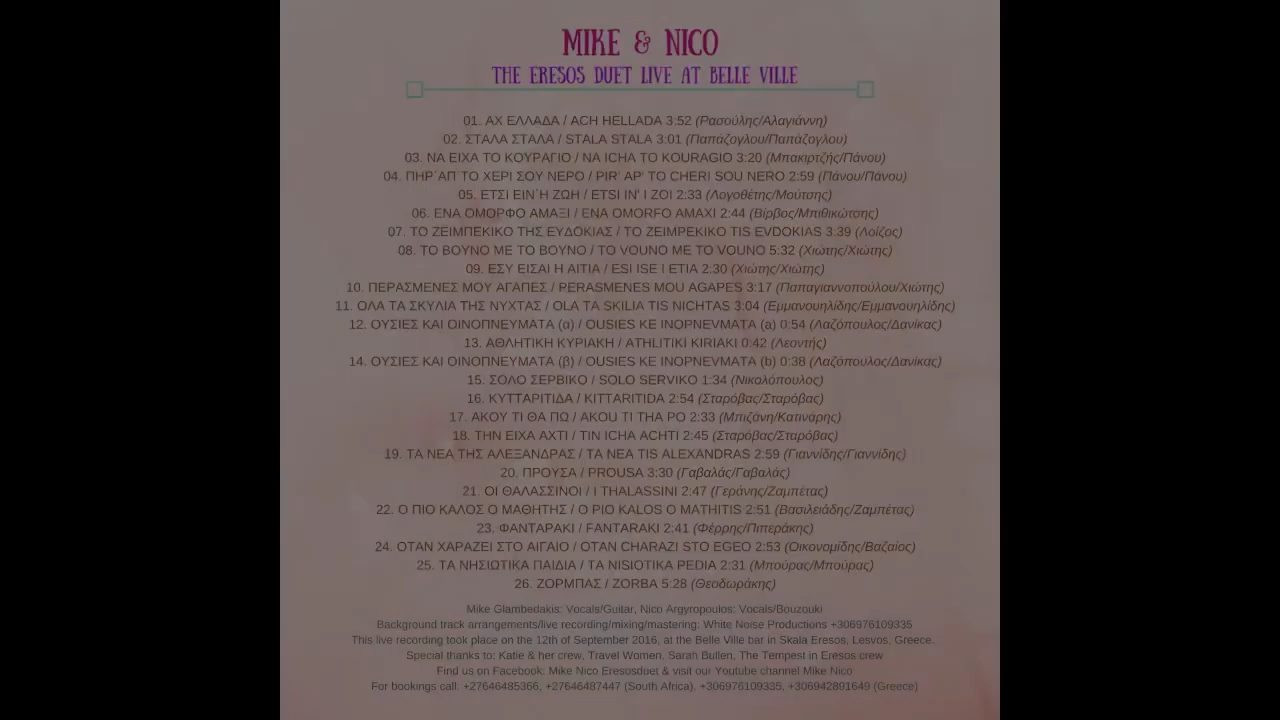 MIKE & NICO
THE ERESOS DUET LIVE AT BELLE VILLE
01. ΑΧ ΕΛΛΑΔΑ / ACH HELLADA 3:52 (Ρασούλης/Αλαγιάννη)
02. ΣΤΑΛΑ ΣΤΑΛΑ / STALA STALA 3:01 (Παπάζογλου/Παπάζογλου)
03. ΝΑ ΕΙΧΑ ΤΟ ΚΟΥΡΑΓΙΟ / NA ICHA TO KOURAGIO 3:20 (Μπακιρτζής/Πάνου)
04. ΠΗΡ΄ΑΠ΄ΤΟ ΧΕΡΙ ΣΟΥ ΝΕΡΟ / PIR' AP' TO CHERI SOU NERO 2:59 (Πάνου/Πάνου)
05. ΕΤΣΙ ΕΙΝ΄Η ΖΩΗ / ETSI IN' I ZOI 2:33 (Λογοθέτης/Μούτσης)
06. ΕΝΑ ΟΜΟΡΦΟ ΑΜΑΞΙ / ENA OMORFO AMAXI 2:44 (Βίρβος/Μπιθικώτσης)
07. ΤΟ ΖΕΙΜΠΕΚΙΚΟ ΤΗΣ ΕΥΔΟΚΙΑΣ / TO ZEIMPEKIKO TIS EVDOKIAS 3:39 (Λοίζος)
08. ΤΟ ΒΟΥΝΟ ΜΕ ΤΟ ΒΟΥΝΟ / TO VOUNO ME TO VOUNO 5:32 (Χιώτης/Χιώτης)
09. ΕΣΥ ΕΙΣΑΙ Η ΑΙΤΙΑ / ESI ISE I ETIA 2:30 (Χιώτης/Χιώτης)
10. ΠΕΡΑΣΜΕΝΕΣ ΜΟΥ ΑΓΑΠΕΣ / PERASMENES MOU AGAPES 3:17 (Παπαγιαννοπούλου/Χιώτης)
11. ΟΛΑ ΤΑ ΣΚΥΛΙΑ ΤΗΣ ΝΥΧΤΑΣ / OLA TA SKILIA TIS NICHTAS 3:04 (Εμμανουηλίδης/Εμμανουηλίδης)
12. ΟΥΣΙΕΣ ΚΑΙ ΟΙΝΟΠΝΕΥΜΑΤΑ (α) / OUSIES KE INOPNEVMATA (a) 0:54 (Λαζόπουλος/Δανίκας)
13. ΑΘΛΗΤΙΚΗ ΚΥΡΙΑΚΗ / ATHLITIKI KIRIAKI 0:42 (Λεοντής)
14. ΟΥΣΙΕΣ ΚΑΙ ΟΙΝΟΠΝΕΥΜΑΤΑ (β) / OUSIES KE INOPNEVMATA (b) 0:38 (Λαζόπουλος/Δανίκας)
15. ΣΟΛΟ ΣΕΡΒΙΚΟ / SOLO SERVIKO 1:34 (Νικολόπουλος)
16. ΚΥΤΤΑΡΙΤΙΔΑ / KITTARITIDA 2:54 (Σταρόβας/Σταρόβας)
17. ΑΚΟΥ ΤΙ ΘΑ ΠΩ / AKOU TI THA PO 2:33 (Μπιζάνη/Κατινάρης)
18. ΤΗΝ ΕΙΧΑ ΑΧΤΙ / TIN ICHA ACHTI 2:45 (Σταρόβας/Σταρόβας)
19. ΤΑ ΝΕΑ ΤΗΣ ΑΛΕΞΑΝΔΡΑΣ / TA NEA TIS ALEXANDRAS 2:59 (Γιαννίδης/Γιαννίδης)
20. ΠΡΟΥΣΑ / PROUSA 3:30 (Γαβαλάς/Γαβαλάς)
21. ΟΙ ΘΑΛΑΣΣΙΝΟΙ / I THALASSINI 2:47 (Γεράνης/Ζαμπέτας)
22. Ο ΠΙΟ ΚΑΛΟΣ Ο ΜΑΘΗΤΗΣ / O PIO KALOS O MATHITIS 2:51 (Βασιλειάδης/Ζαμπέτας)
23. ΦΑΝΤΑΡΑΚΙ / FANTARAKI 2:41 (Φέρρης/Πιπεράκης)
24. ΟΤΑΝ ΧΑΡΑΖΕΙ ΣΤΟ ΑΙΓΑΙΟ / OTAN CHARAZI STO EGEO 2:53 (Οικονομίδης/Βαζαίος)
25. ΤΑ ΝΗΣΙΩΤΙΚΑ ΠΑΙΔΙΑ / TA NISIOTIKA PEDIA 2:31 (Μπούρας/Μπούρας)
26. ΖΟΡΜΠΑΣ / ZORBA 5:28 (Θεοδωράκης)
Mike Glambedakis: Vocals/Guitar, Nico Argyropoulos: Vocals/Bouzouki
Background track arrangements/live recording/mixing/mastering: White Noise Productions +306976109335
This live recording took place on the 12th of September 2016, at the Belle Ville bar in Skala Eresos, Lesvos, Greece.
Special thanks to: Katie & her crew, Travel Women, Sarah Bullen, The Tempest in Eresos crew
Find us on Facebook: Mike Nico Eresosduet & visit our Youtube channel Mike Nico
For bookings call: +27646485366, +27646487447 (South Africa), +306976109335, +306942891649 (Greece)